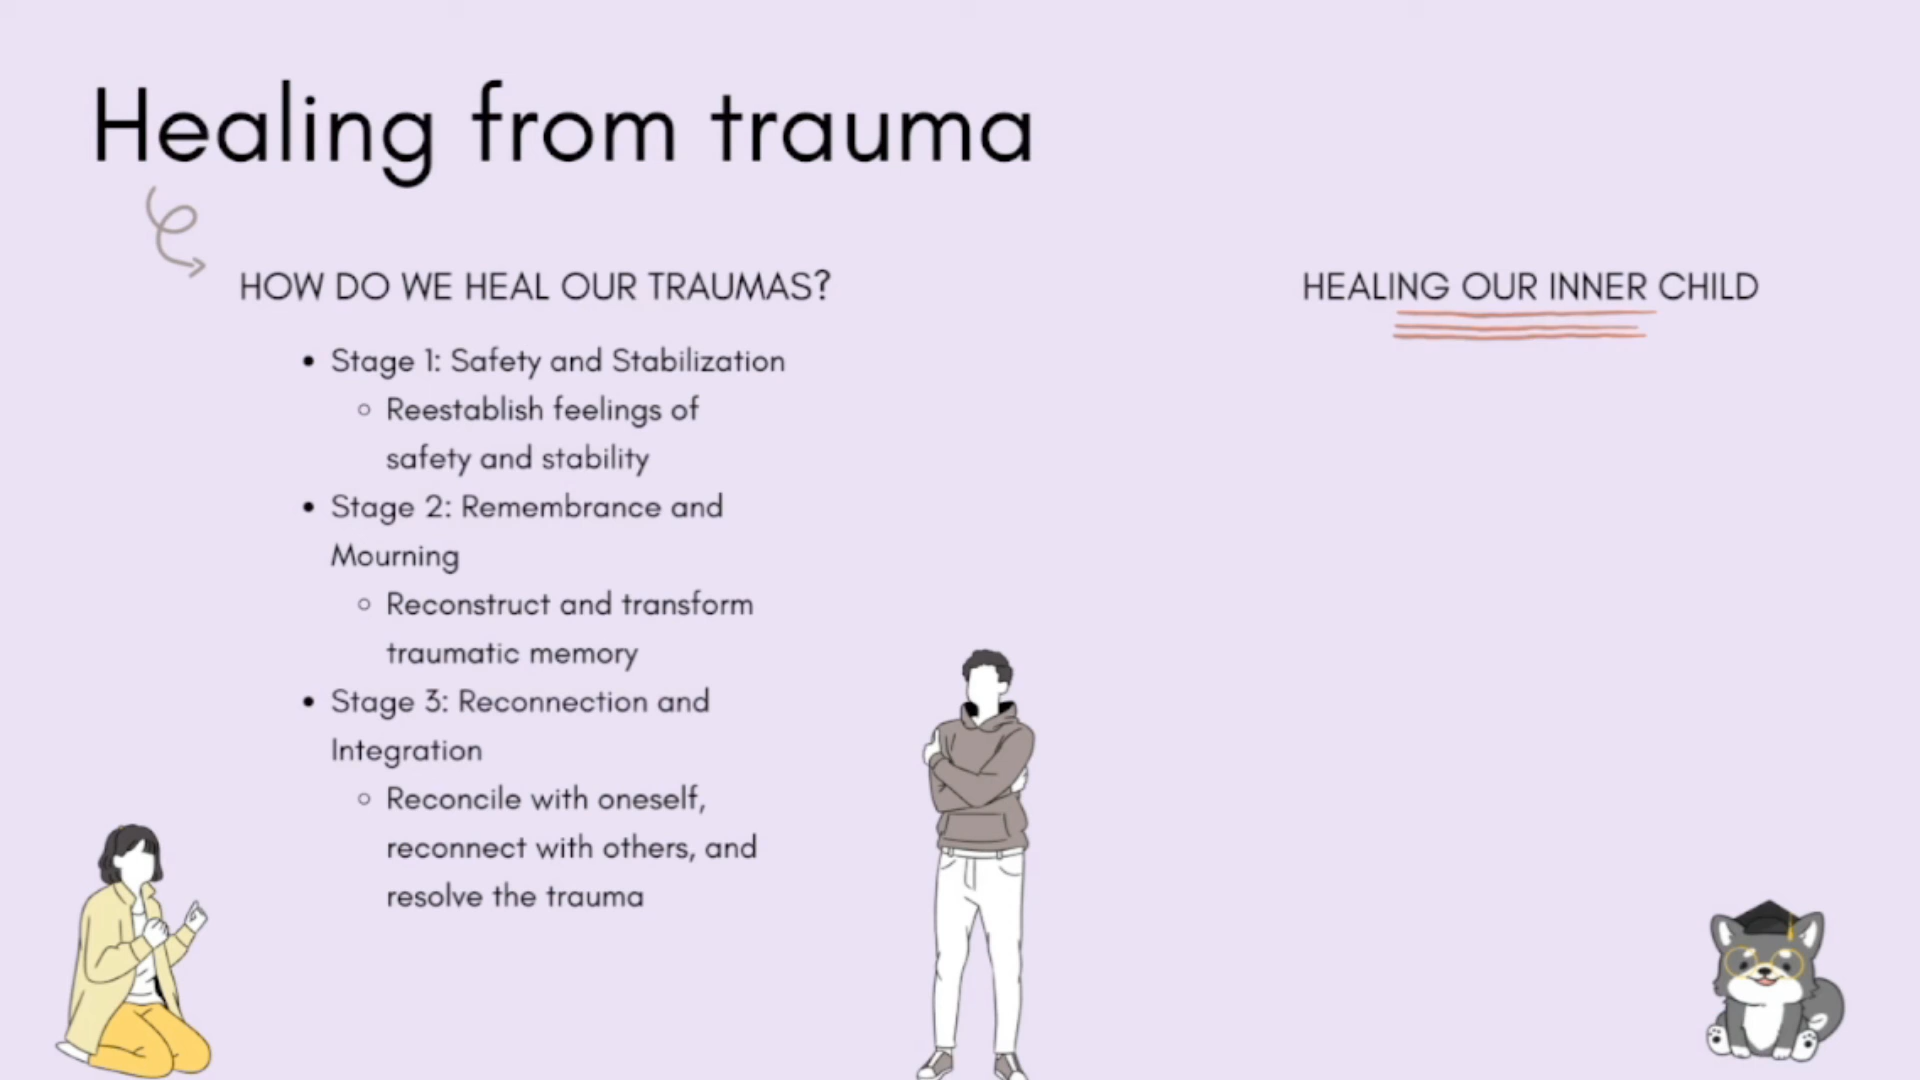 Healing from trauma
HOW DO WE HEAL OUR TRAUMAS?
• Stage 1: Safety and Stabilization
○ Reestablish feelings of
safety and stability
• Stage 2: Remembrance and
Mourning
○ Reconstruct and transform
traumatic memory
• Stage 3: Reconnection and
Integration
○ Reconcile with oneself,
reconnect with others, and
resolve the trauma
HEALING OUR INNER CHILD